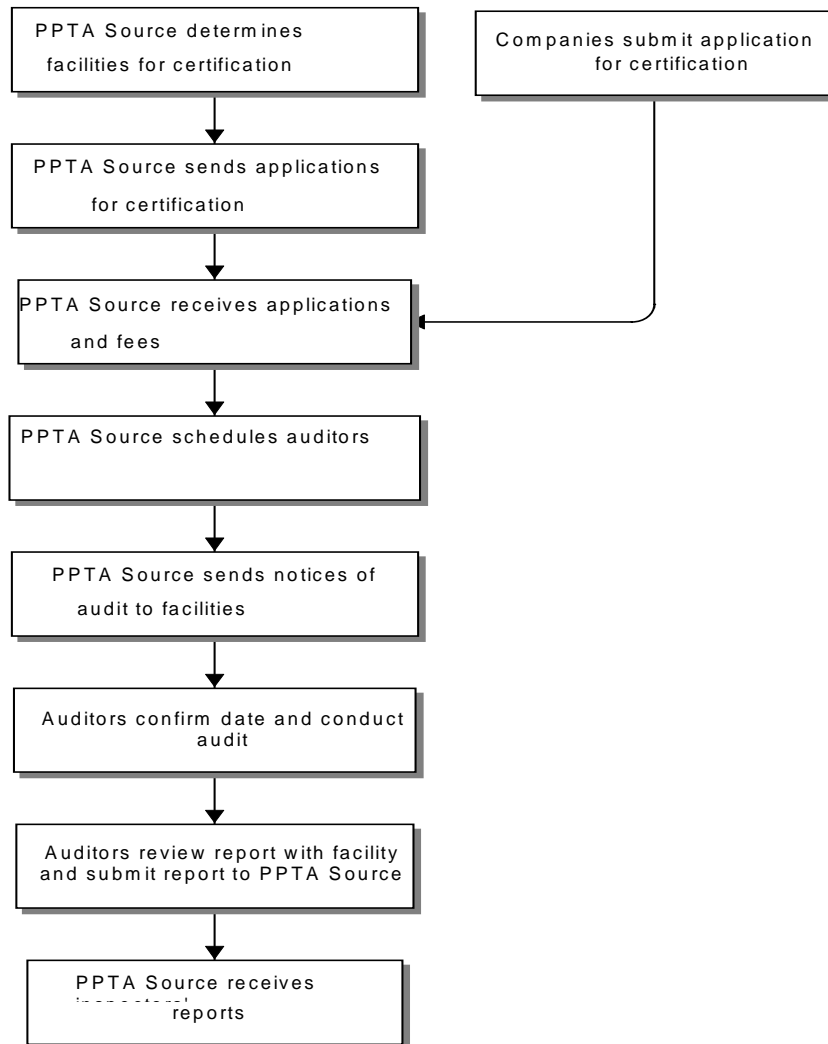 PPTA Source determines
facilities for certification
Companies submit application
for certification
PPTA Source sends applications
for certification
PPTA Source receives applications
and fees
PPTA Source schedules auditors
PPTA Source sends notices of
audit to facilities
Auditors confirm date and conduct
audit
Auditors review report with facility
and submit report to PPTA Source
PPTA Source receives
inspectors'
reports